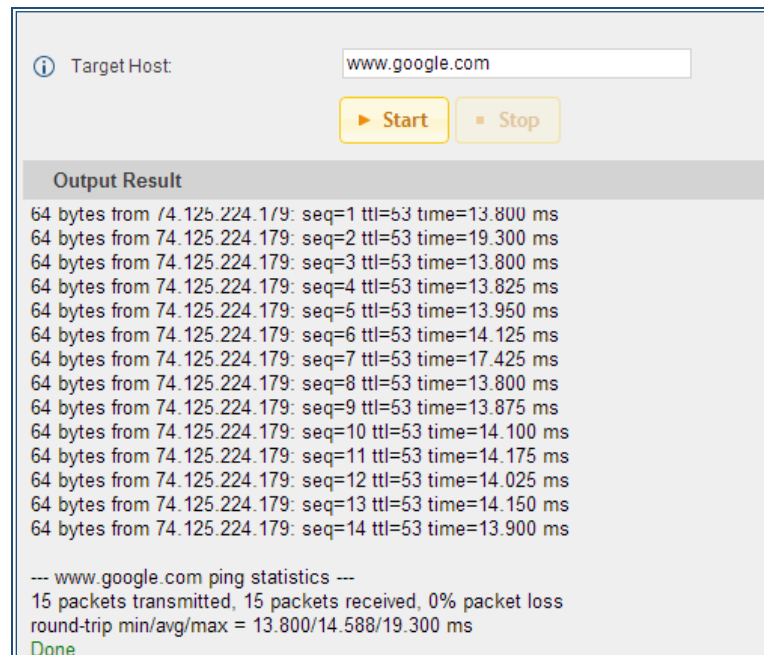 Target Host:
www.google.com
Start
Stop
Output Result
64 bytes from 74.125.224.179: seq=1 ttl=53 time=13.800 ms
64 bytes from 74.125.224.179: seq=2 ttl=53 time=19.300 ms
64 bytes from 74.125.224.179: seq=3 ttl=53 time=13.800 ms
64 bytes from 74.125.224.179: seq=4 ttl=53 time=13.825 ms
64 bytes from 74.125.224.179: seq=5 ttl=53 time=13.950 ms
64 bytes from 74.125.224.179: seq=6 ttl=53 time=14.125 ms
64 bytes from 74.125.224.179: seq=7 ttl=53 time=17.425 ms
64 bytes from 74.125.224.179: seq=8 ttl=53 time=13.800 ms
64 bytes from 74.125.224.179: seq=9 ttl=53 time=13.875 ms
64 bytes from 74.125.224.179: seq=10 ttl=53 time=14.100 ms
64 bytes from 74.125.224.179: seq=11 ttl=53 time=14.175 ms
64 bytes from 74.125.224.179: seq=12 ttl=53 time=14.025 ms
64 bytes from 74.125.224.179: seq=13 ttl=53 time=14.150 ms
64 bytes from 74.125.224.179: seq=14 ttl=53 time=13.900 ms
--- www.google.com ping statistics ---
15 packets transmitted, 15 packets received, 0% packet loss
round-trip min/avg/max = 13.800/14.588/19.300 ms
Done